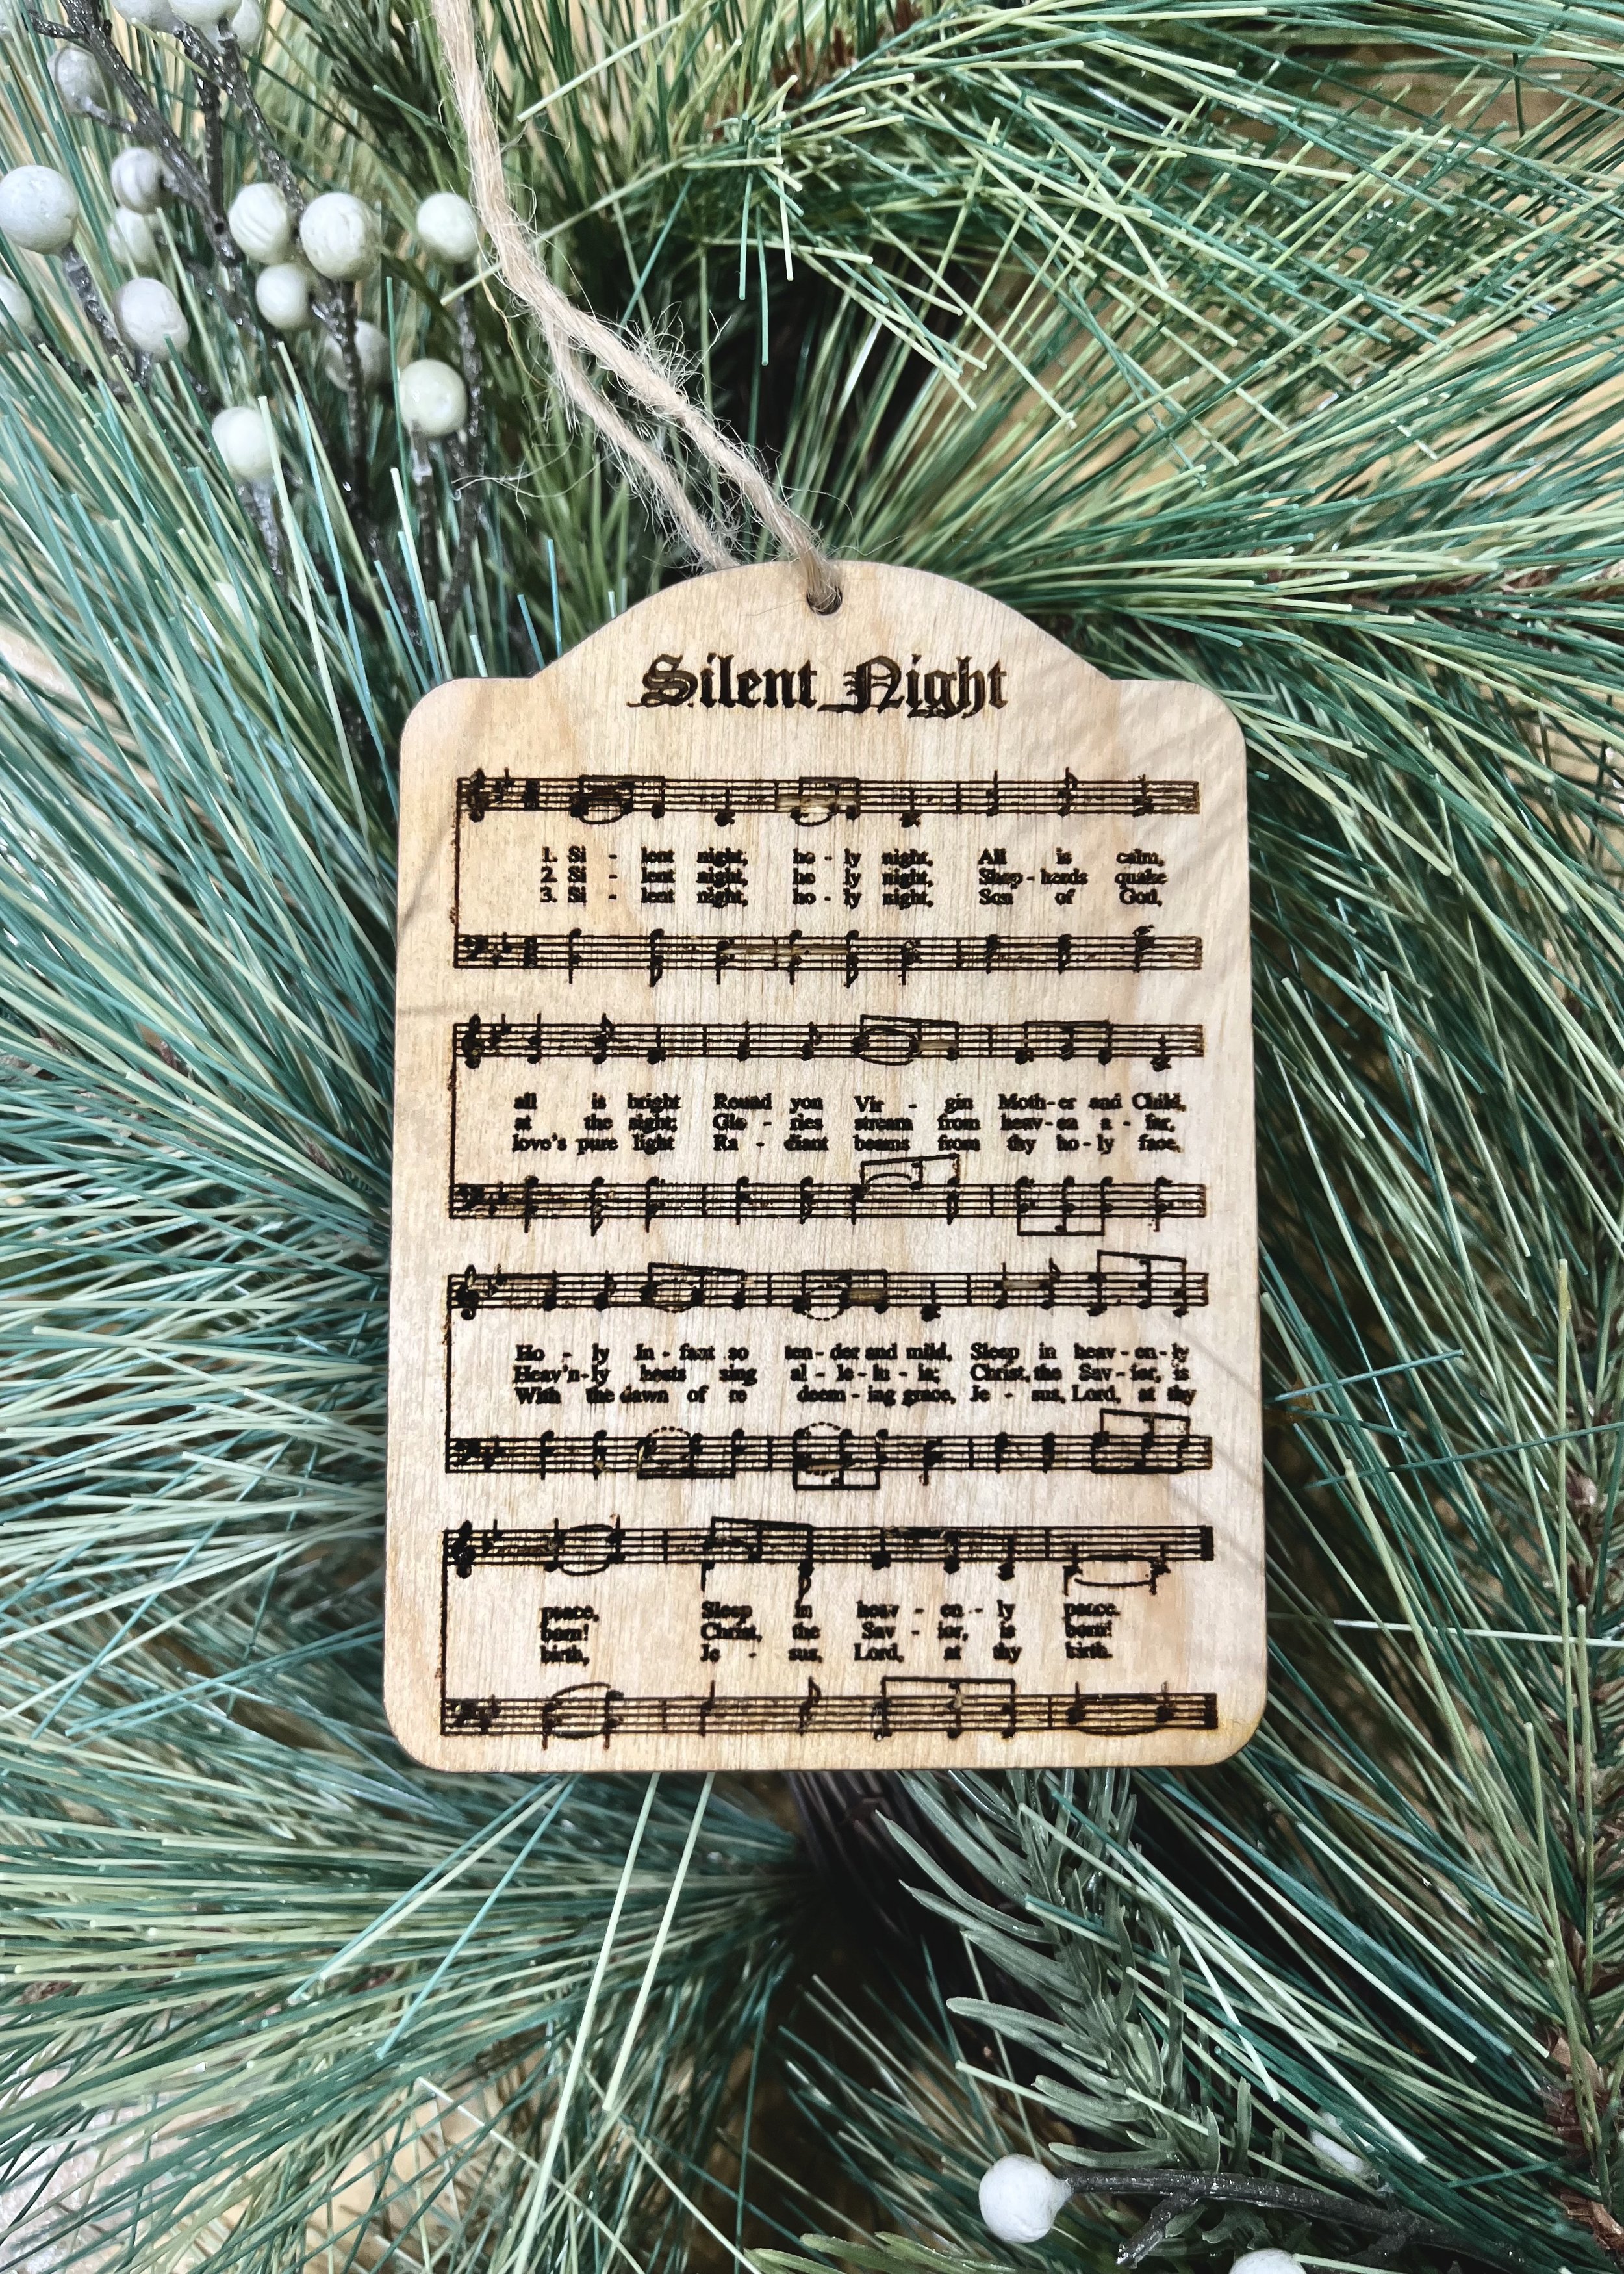 Silent Night
1. Si - lent night, ho - ly night, All is calm,
2. Si - lent night, ho - ly night, Shep - herds quake
3. Si - lent night, ho - ly night, Son of God,
all is bright Round yon Vir - gin Moth - er and Child,
at the sight; Glo - ries stream from heav - en a - far,
love's pure light Ra - diant beams from thy ho - ly face,
Ho - ly In - fant so ten - der and mild, Sleep in heav - en - ly
Heav'n - ly hosts sing al - le - lu - ia; Christ, the Sav - ior, is
With the dawn of re deem - ing grace, Je - sus, Lord, at thy
peace, Sleep in heav - en - ly peace.
born! Christ, the Sav - ior, is born!
birth, Je - sus, Lord, at thy birth.